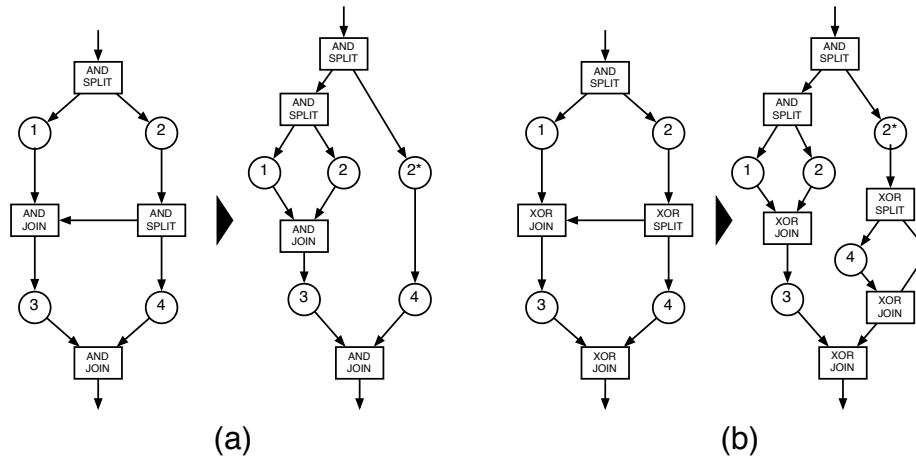 AND
SPLIT
1
2
AND
JOIN
AND
SPLIT
3
4
AND
JOIN
AND
SPLIT
AND
SPLIT
1
2
2*
AND
JOIN
3
4
AND
JOIN
(a)
AND
SPLIT
1
2
XOR
JOIN
XOR
SPLIT
3
4
XOR
JOIN
AND
SPLIT
AND
SPLIT
2*
1
2
XOR
SPLIT
XOR
JOIN
4
3
XOR
JOIN
XOR
JOIN
(b)